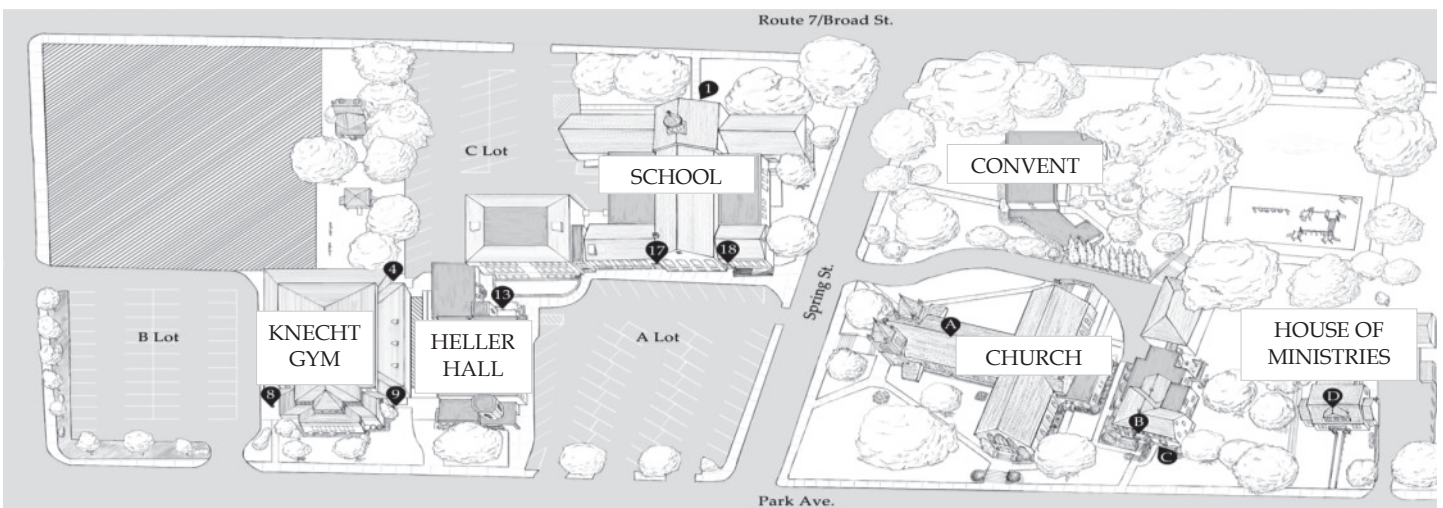 Route 7/Broad St.
1
C Lot
SCHOOL
CONVENT
17
18
4
13
Spring St.
KNECHT
GYM
HELLER
HALL
B Lot
A Lot
A
CHURCH
HOUSE OF
MINISTRIES
8
9
B
D
C
Park Ave.